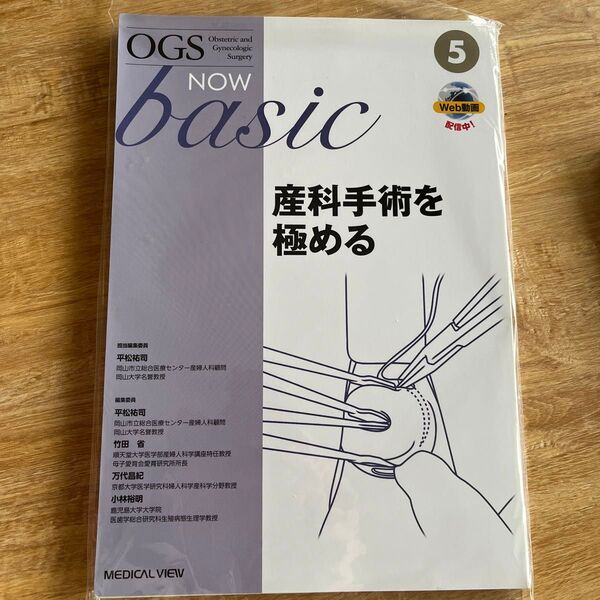 OGS
Obstetric and
Gynecologic
Surgery
NOW
basic
5
Web動画
配信中!
産科手術を
極める
担当編集委員
平松祐司
岡山市立総合医療センター産婦人科顧問
岡山大学名誉教授
編集委員
平松祐司
岡山市立総合医療センター産婦人科顧問
岡山大学名誉教授
竹田 省
順天堂大学医学部産婦人科学講座特任教授
母子愛育会愛育研究所所長
万代昌紀
京都大学医学研究科婦人科学産科学分野教授
小林裕明
鹿児島大学大学院
医歯学総合研究科生殖病態生理学教授
MEDICAL VIEW